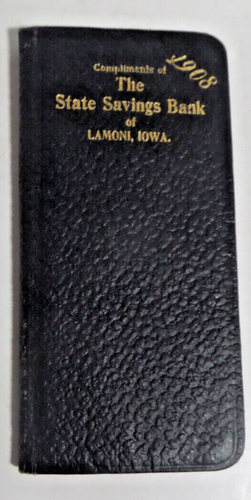 1908
Compliments of
The
State Savings Bank
of
LAMONI, IOWA.